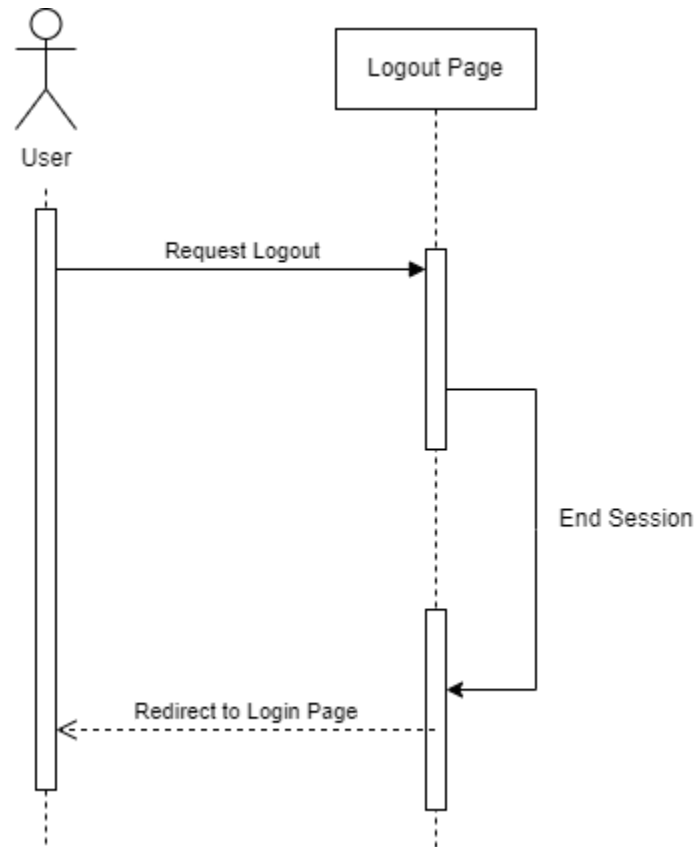 Logout Page
User
Request Logout
End Session
Redirect to Login Page